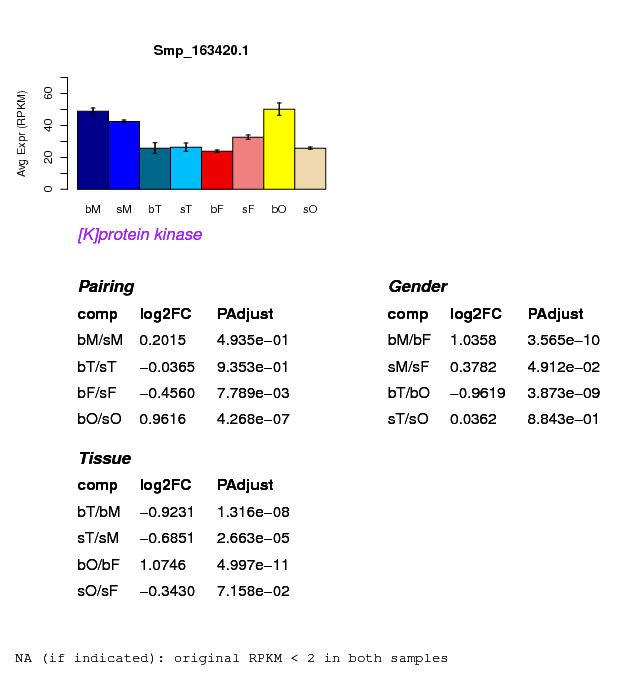 Smp_163420.1
Avg Expr (RPKM)
0 20 40 60
bM sM bT sT bF sF bO sO
[K]protein kinase
Pairing
comp log2FC PAdjust
bM/sM 0.2015 4.935e−01
bT/sT −0.0365 9.353e−01
bF/sF −0.4560 7.789e−03
bO/sO 0.9616 4.268e−07
Gender
comp log2FC PAdjust
bM/bF 1.0358 3.565e−10
sM/sF 0.3782 4.912e−02
bT/bO −0.9619 3.873e−09
sT/sO 0.0362 8.843e−01
Tissue
comp log2FC PAdjust
bT/bM −0.9231 1.316e−08
sT/sM −0.6851 2.663e−05
bO/bF 1.0746 4.997e−11
sO/sF −0.3430 7.158e−02
NA (if indicated): original RPKM < 2 in both samples